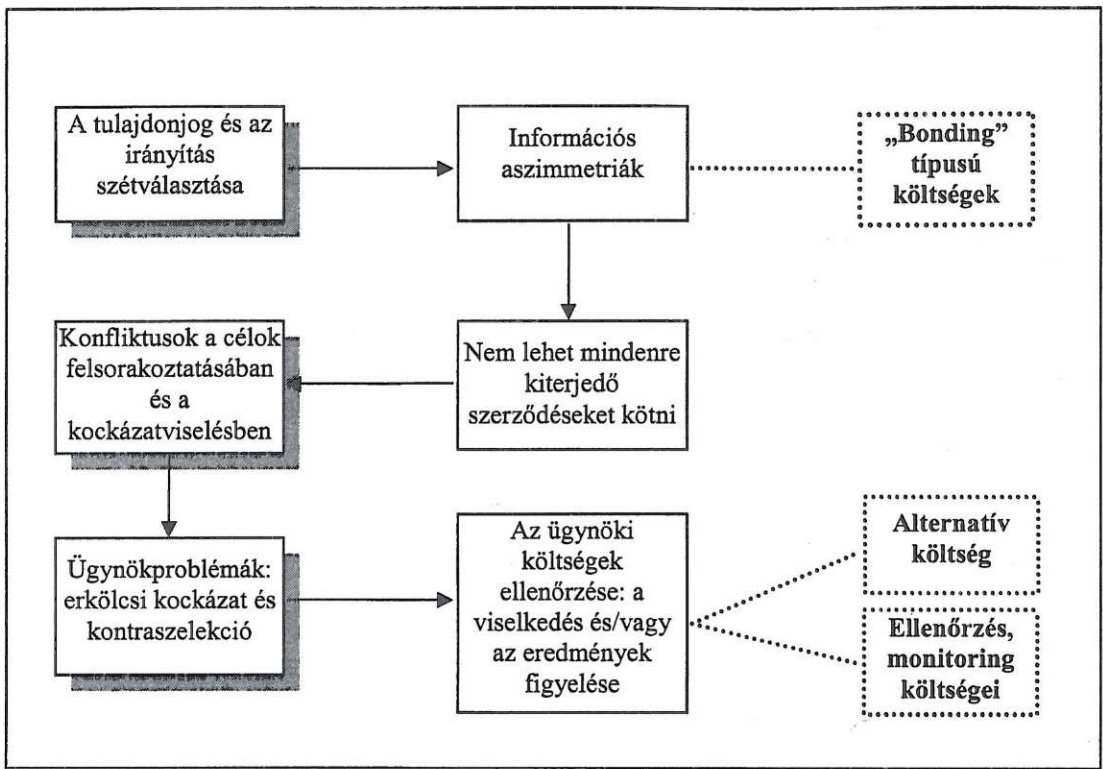 A tulajdonjog és az
irányítás
szétválasztása
Információs
aszimmetriák
„Bonding”
típusú
költségek
Konfliktusok a célok
felsorakoztatásában
és a
kockázatviselésben
Nem lehet mindenre
kiterjedő
szerződéseket kötni
Ügynökproblémák:
erkölcsi kockázat és
kontraszelekció
Az ügynöki
költségek
ellenőrzése: a
viselkedés és/vagy
az eredmények
figyelése
Alternatív
költség
Ellenőrzés,
monitoring
költségei